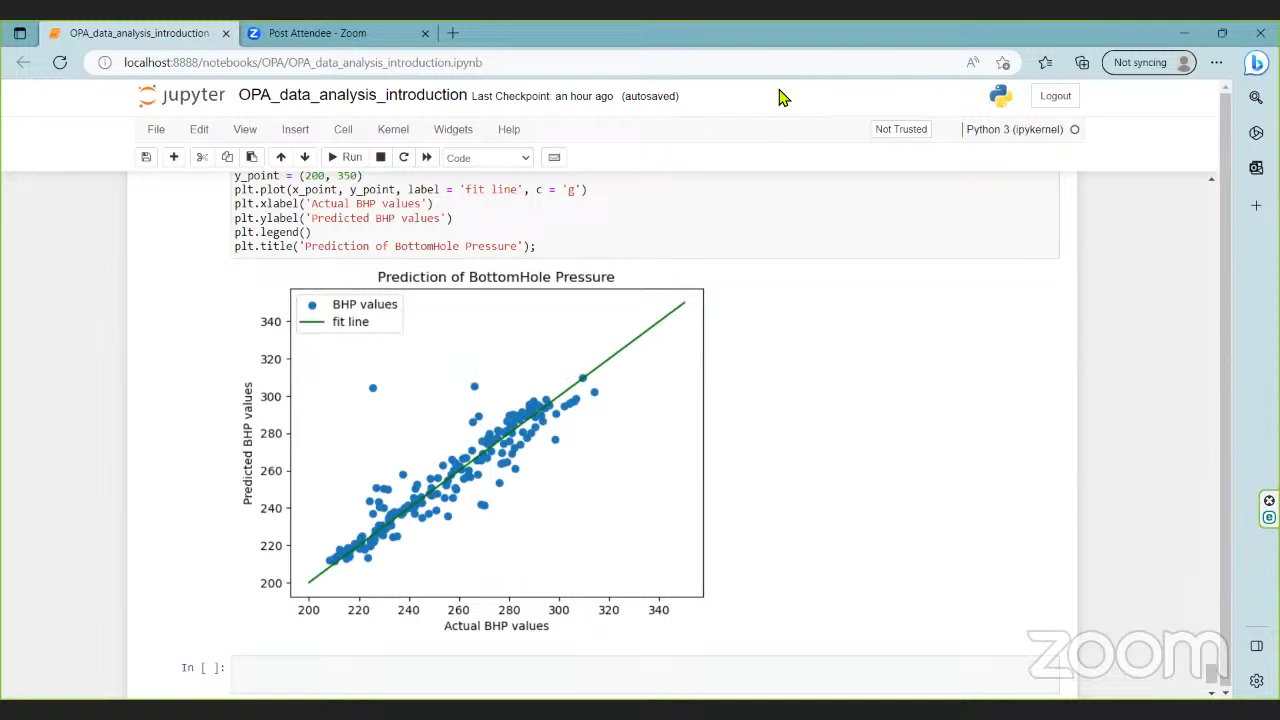 OPA_data_analysis_introduction
Post Attendee - Zoom
localhost:8888/notebooks/OPA/OPA_data_analysis_introduction.ipynb
Not syncing
jupyter OPA_data_analysis_introduction Last Checkpoint: an hour ago (autosaved)
Logout
File Edit View Insert Cell Kernel Widgets Help
Not Trusted
Python 3 (ipykernel)
Run
Code
y_point = (200, 350)
plt.plot(x_point, y_point, label = 'fit line', c = 'g')
plt.xlabel('Actual BHP values')
plt.ylabel('Predicted BHP values')
plt.legend()
plt.title('Prediction of BottomHole Pressure');
Prediction of BottomHole Pressure
BHP values
fit line
340
320
300
280
260
240
220
200
Predicted BHP values
200 220 240 260 280 300 320 340
Actual BHP values
In [ ]:
zoom